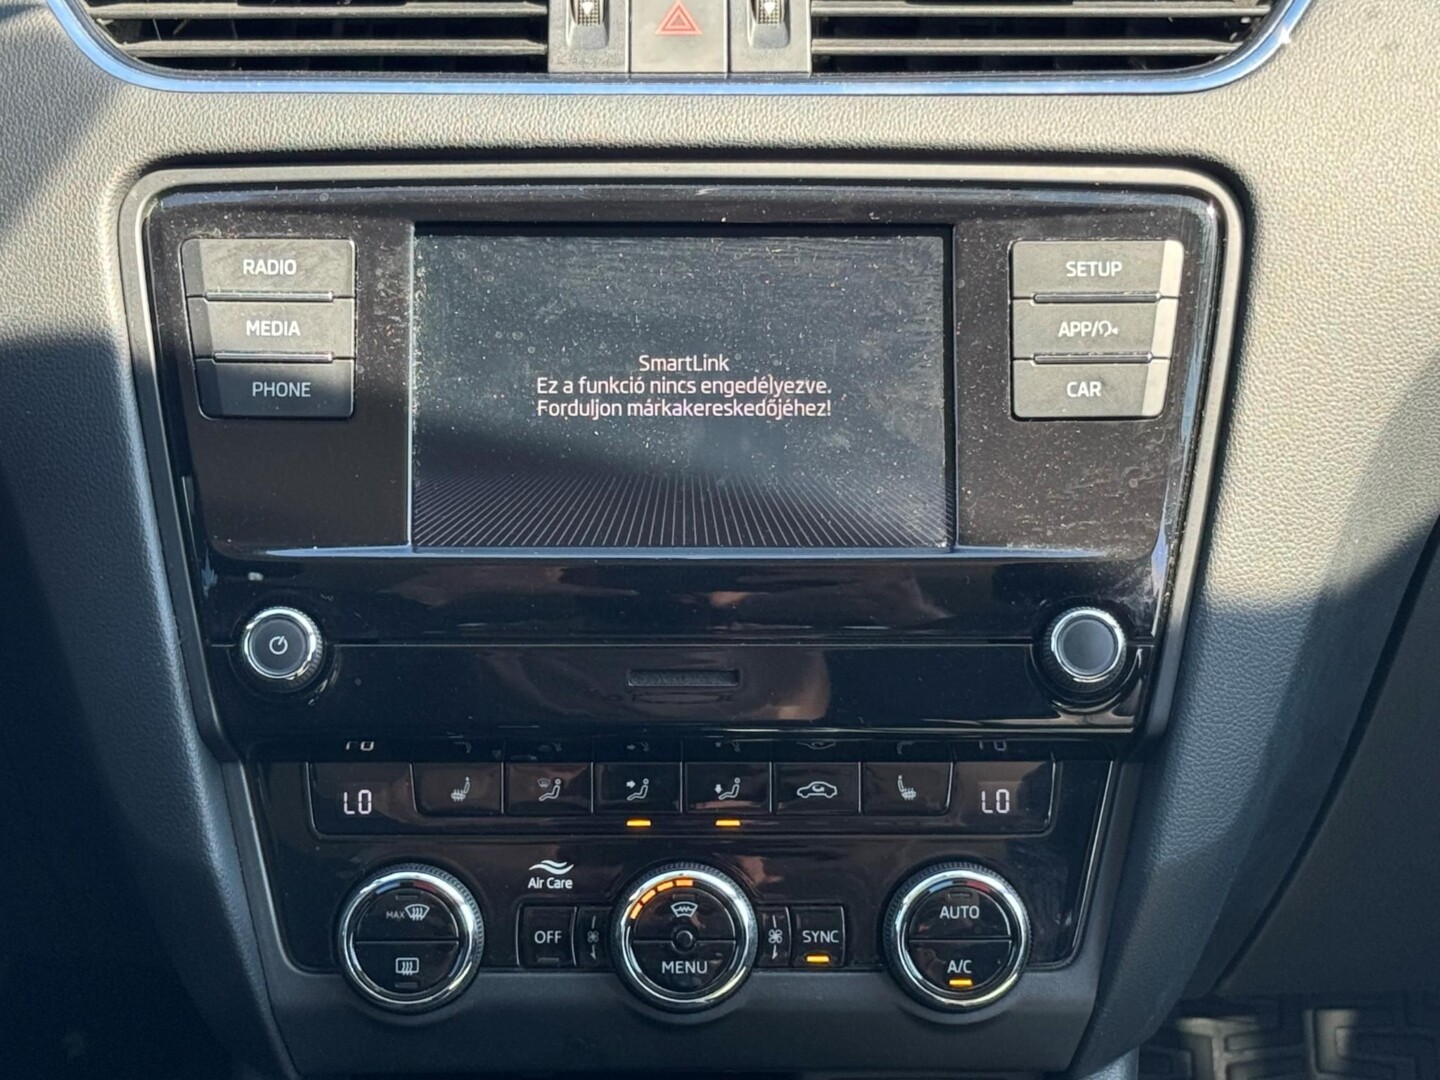 RADIO
MEDIA
PHONE
SmartLink
Ez a funkció nincs engedélyezve.
Forduljon márkakereskedőjéhez!
SETUP
APP/
CAR
LO
LO
Air Care
MAX
OFF
MENU
SYNC
AUTO
A/C